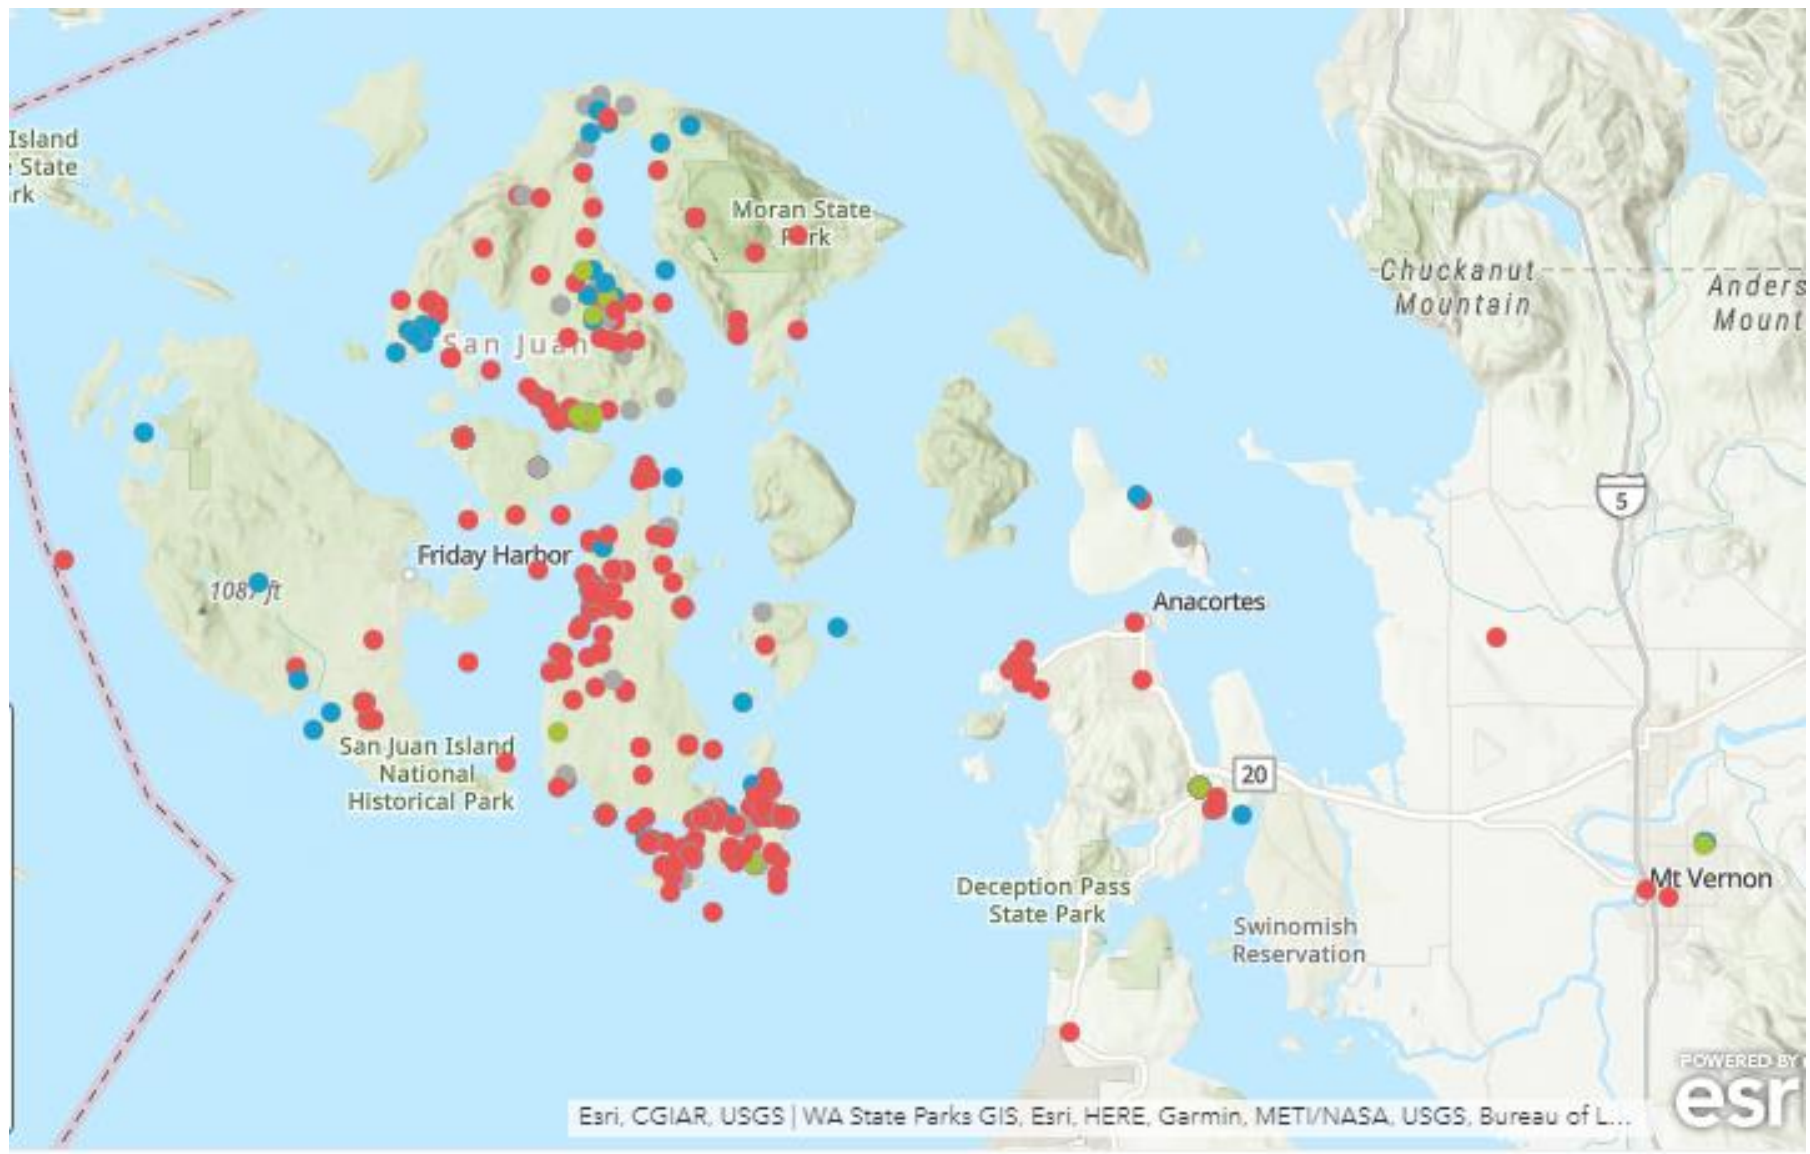 Island
State
rk
Moran State
Park
Chuckanut
Mountain
Anders
Mount
San Juan
5
Friday Harbor
1087 ft
Anacortes
San Juan Island
National
Historical Park
20
Mt Vernon
Deception Pass
State Park
Swinomish
Reservation
POWERED BY
esri
Esri, CGIAR, USGS | WA State Parks GIS, Esri, HERE, Garmin, METI/NASA, USGS, Bureau of L...